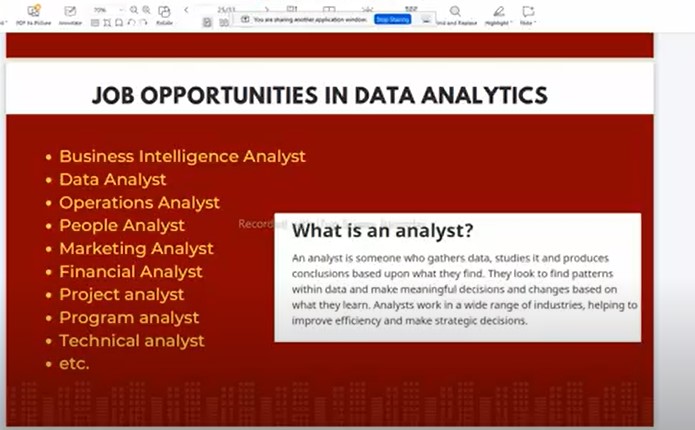 PDF to Picture
Annotate
70%
Rotate
25/33
You are sharing another application window.
Stop Sharing
Find and Replace
Highlight
Note
JOB OPPORTUNITIES IN DATA ANALYTICS
• Business Intelligence Analyst
• Data Analyst
• Operations Analyst
• People Analyst
• Marketing Analyst
• Financial Analyst
• Project analyst
• Program analyst
• Technical analyst
• etc.
What is an analyst?
An analyst is someone who gathers data, studies it and produces
conclusions based upon what they find. They look to find patterns
within data and make meaningful decisions and changes based on
what they learn. Analysts work in a wide range of industries, helping to
improve efficiency and make strategic decisions.